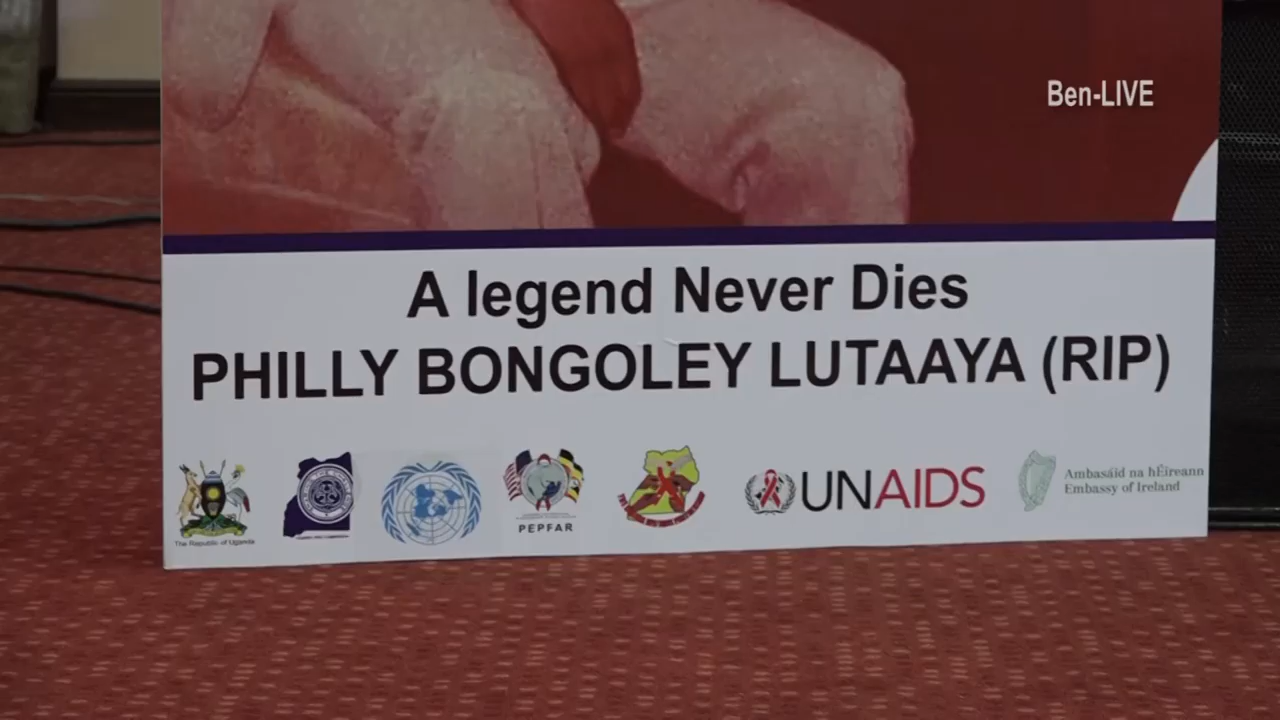 Ben-LIVE
A legend Never Dies
PHILLY BONGOLEY LUTAAYA (RIP)
The Republic of Uganda
PEPFAR
UNAIDS
Ambasáid na hÉireann
Embassy of Ireland